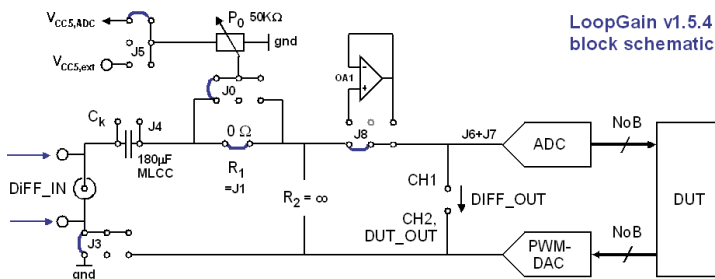 LoopGain v1.5.4
block schematic
VCC5,ADC
P0 50KΩ
gnd
J5
VCC5,ext
OA1
J0
Ck
J4
0 Ω
J8
J6+J7
ADC
NoB
180µF
MLCC
R1
=J1
DiFF_IN
R2 = ∞
CH1
DIFF_OUT
DUT
CH2,
DUT_OUT
NoB
J3
PWM-
DAC
gnd